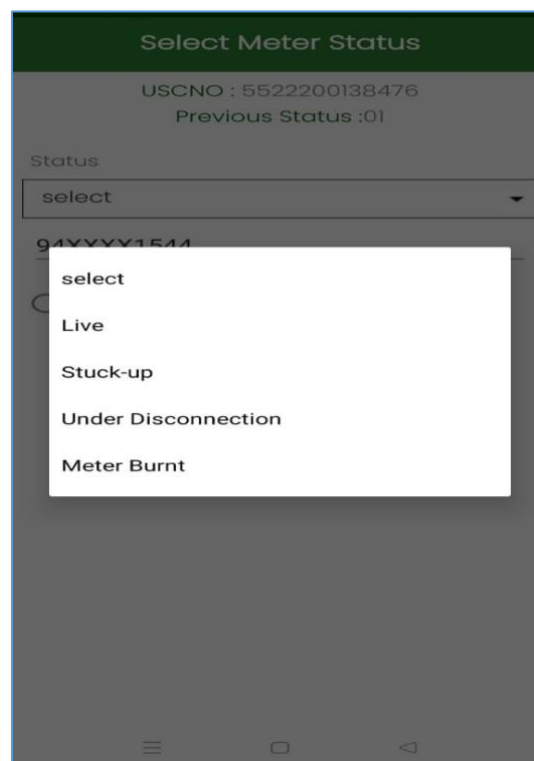 Select Meter Status
USCNO : 5522200138476
Previous Status :01
Status
select
94XXXX1544
select
Live
Stuck-up
Under Disconnection
Meter Burnt